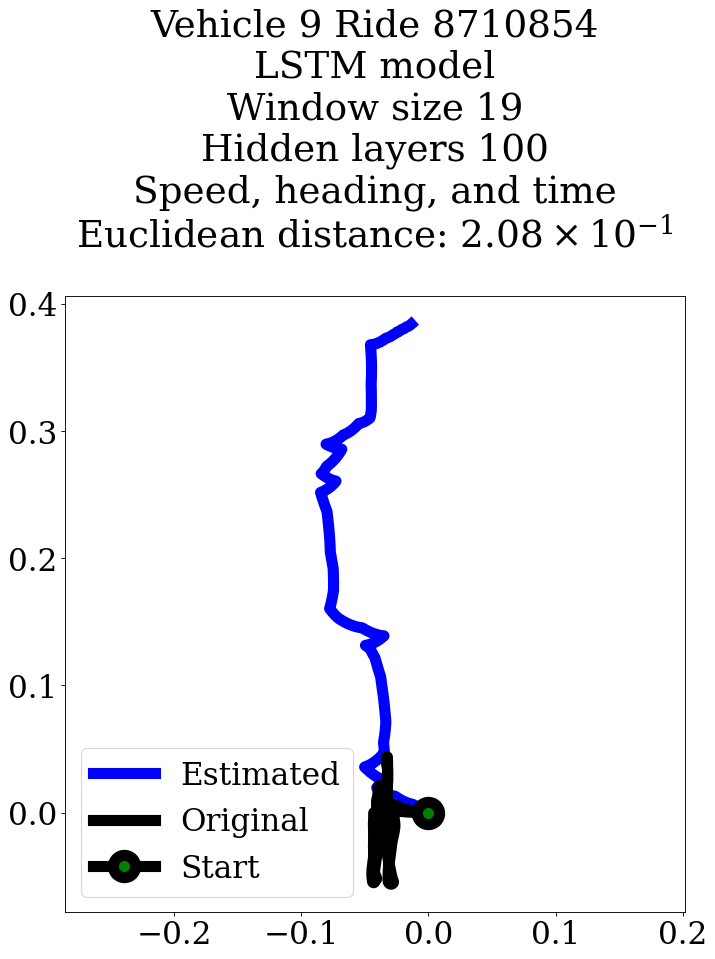 Vehicle 9 Ride 8710854
LSTM model
Window size 19
Hidden layers 100
Speed, heading, and time
Euclidean distance: 2.08 × 10⁻¹
0.4
0.3
0.2
0.1
0.0
Estimated
Original
Start
−0.2
−0.1
0.0
0.1
0.2